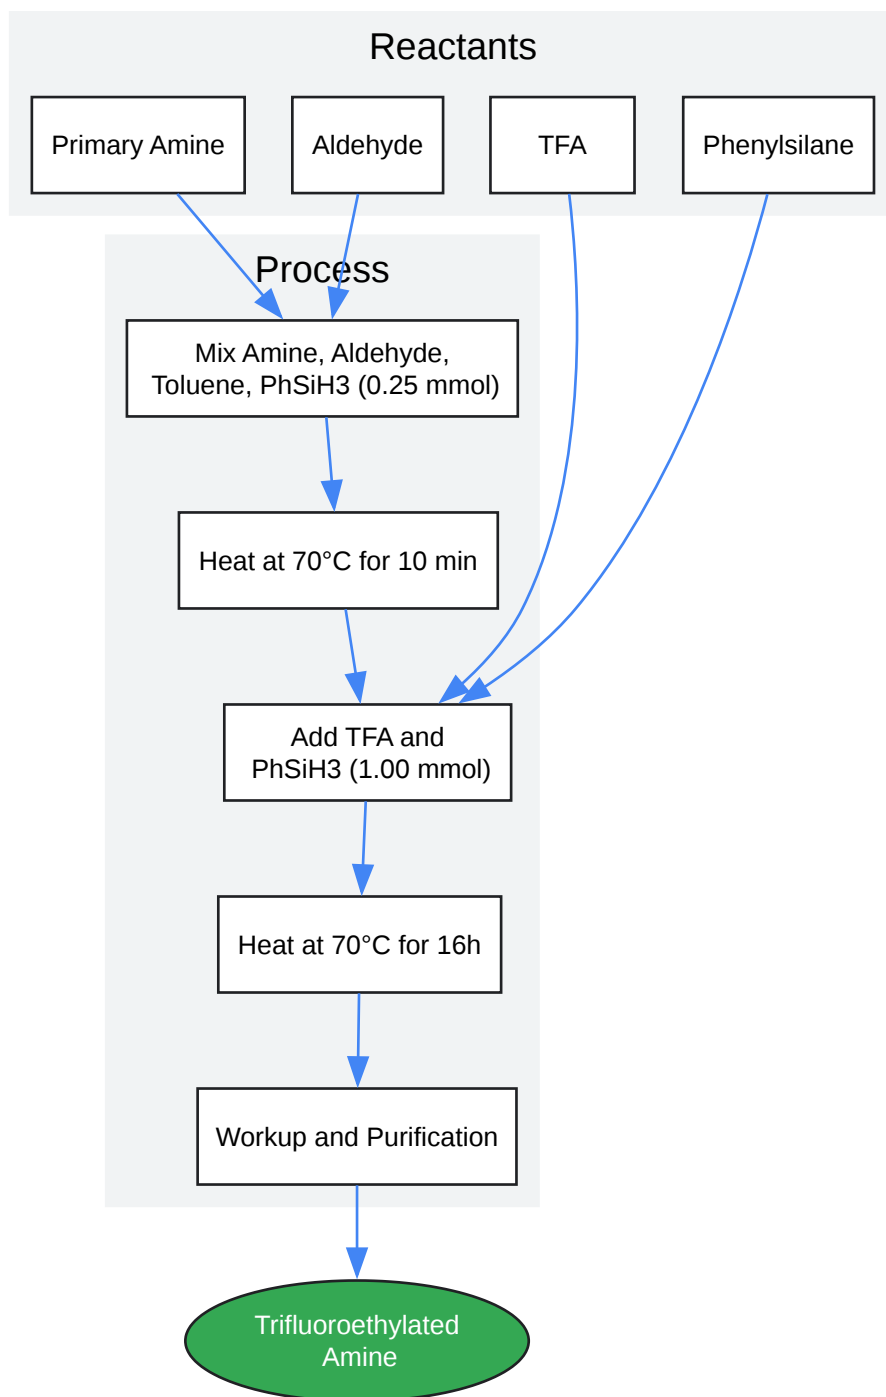 Reactants
Primary Amine
Aldehyde
TFA
Phenylsilane
Process
Mix Amine, Aldehyde,
Toluene, PhSiH3 (0.25 mmol)
Heat at 70°C for 10 min
Add TFA and
PhSiH3 (1.00 mmol)
Heat at 70°C for 16h
Workup and Purification
Trifluoroethylated
Amine